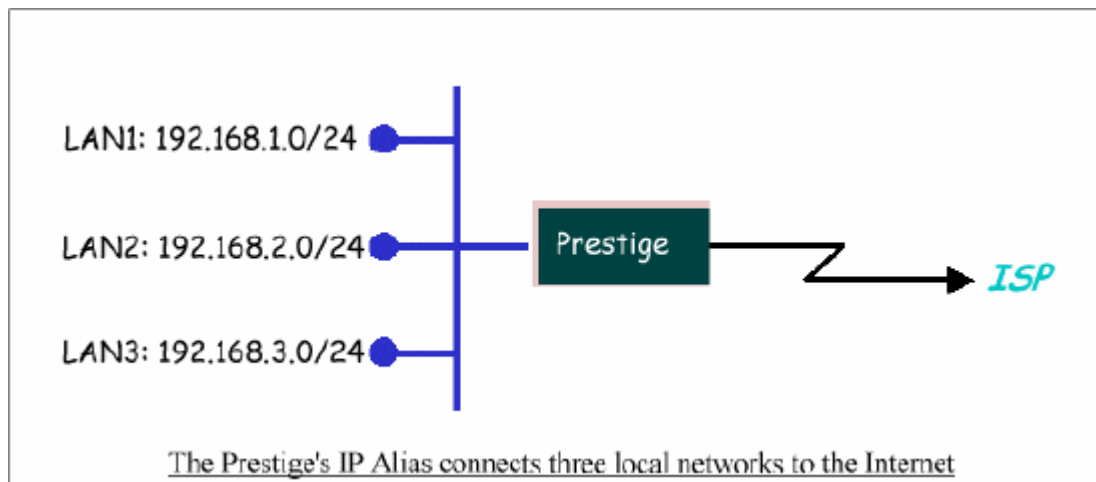 LAN1: 192.168.1.0/24
LAN2: 192.168.2.0/24
Prestige
ISP
LAN3: 192.168.3.0/24
The Prestige's IP Alias connects three local networks to the Internet